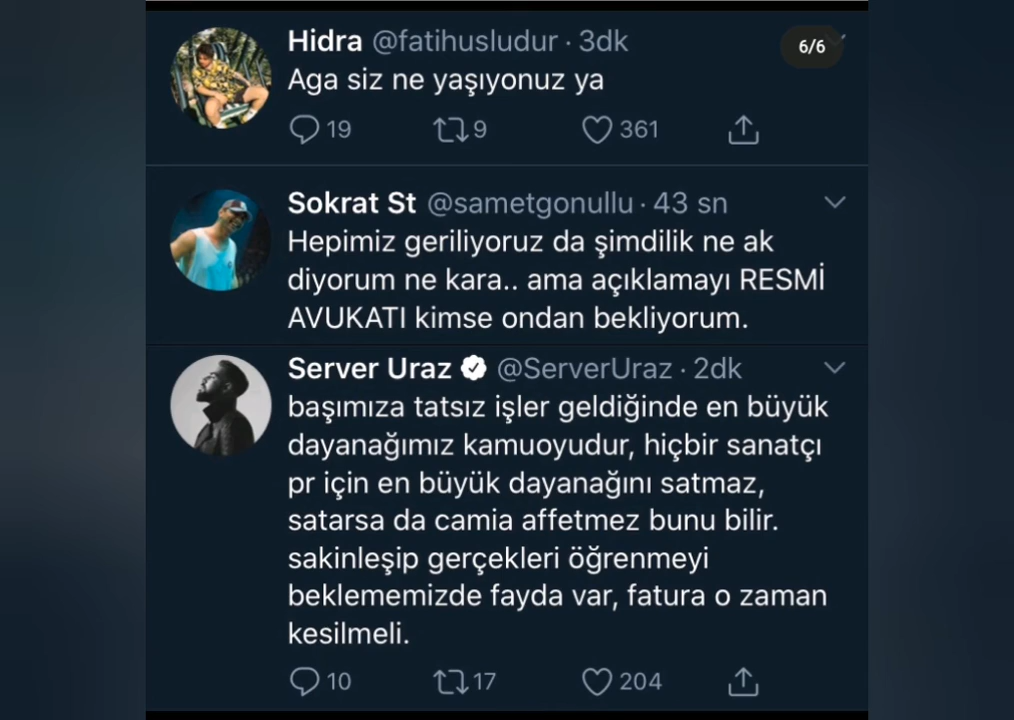 Hidra @fatihusludur · 3dk
6/6
Aga siz ne yaşıyonuz ya
19 9 361
Sokrat St @sametgonullu · 43 sn
Hepimiz geriliyoruz da şimdilik ne ak
diyorum ne kara.. ama açıklamayı RESMİ
AVUKATI kimse ondan bekliyorum.
Server Uraz @ServerUraz · 2dk
başımıza tatsız işler geldiğinde en büyük
dayanağımız kamuoyudur, hiçbir sanatçı
pr için en büyük dayanağını satmaz,
satarsa da camia affetmez bunu bilir.
sakinleşip gerçekleri öğrenmeyi
beklememizde fayda var, fatura o zaman
kesilmeli.
10 17 204